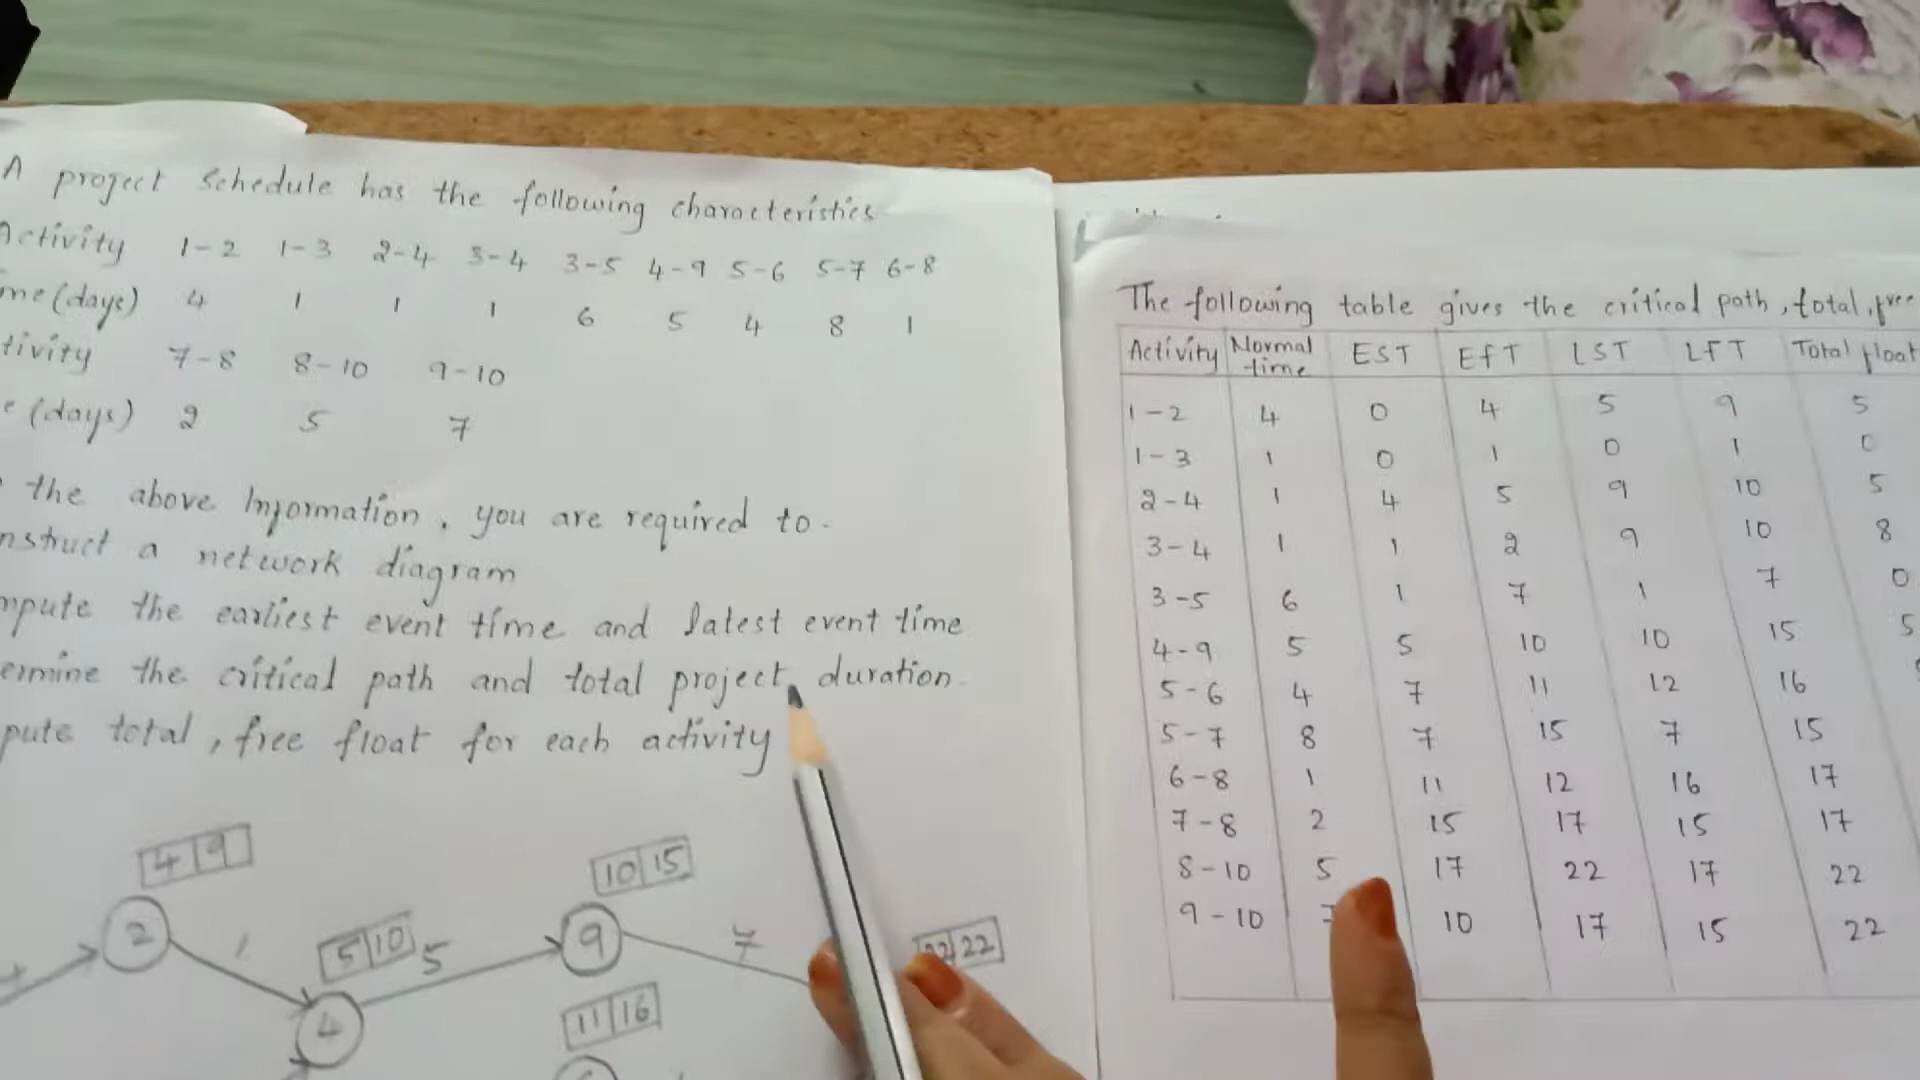 A project Schedule has the following characteristics
Activity 1-2 1-3 2-4 3-4 3-5 4-9 5-6 5-7 6-8
me (days) 4 1 1 1 6 5 4 8 1
tivity 7-8 8-10 9-10
e (days) 2 5 7
the above Information, you are required to.
nstruct a network diagram
mpute the earliest event time and latest event time
ermine the critical path and total project duration.
pute total, free float for each activity
4 9
10 15
2
1
5 10
5
9
7
22
4
11 16
The following table gives the critical path, total, free
Activity Normal time EST EFT LST LFT Total float
1-2 4 0 4 5 9 5
1-3 1 0 1 0 1 0
2-4 1 4 5 9 10 5
3-4 1 1 2 9 10 8
3-5 6 1 7 1 7 0
4-9 5 5 10 10 15 5
5-6 4 7 11 12 16
5-7 8 7 15 7 15
6-8 1 11 12 16 17
7-8 2 15 17 15 17
8-10 5 17 22 17 22
9-10 7 10 17 15 22